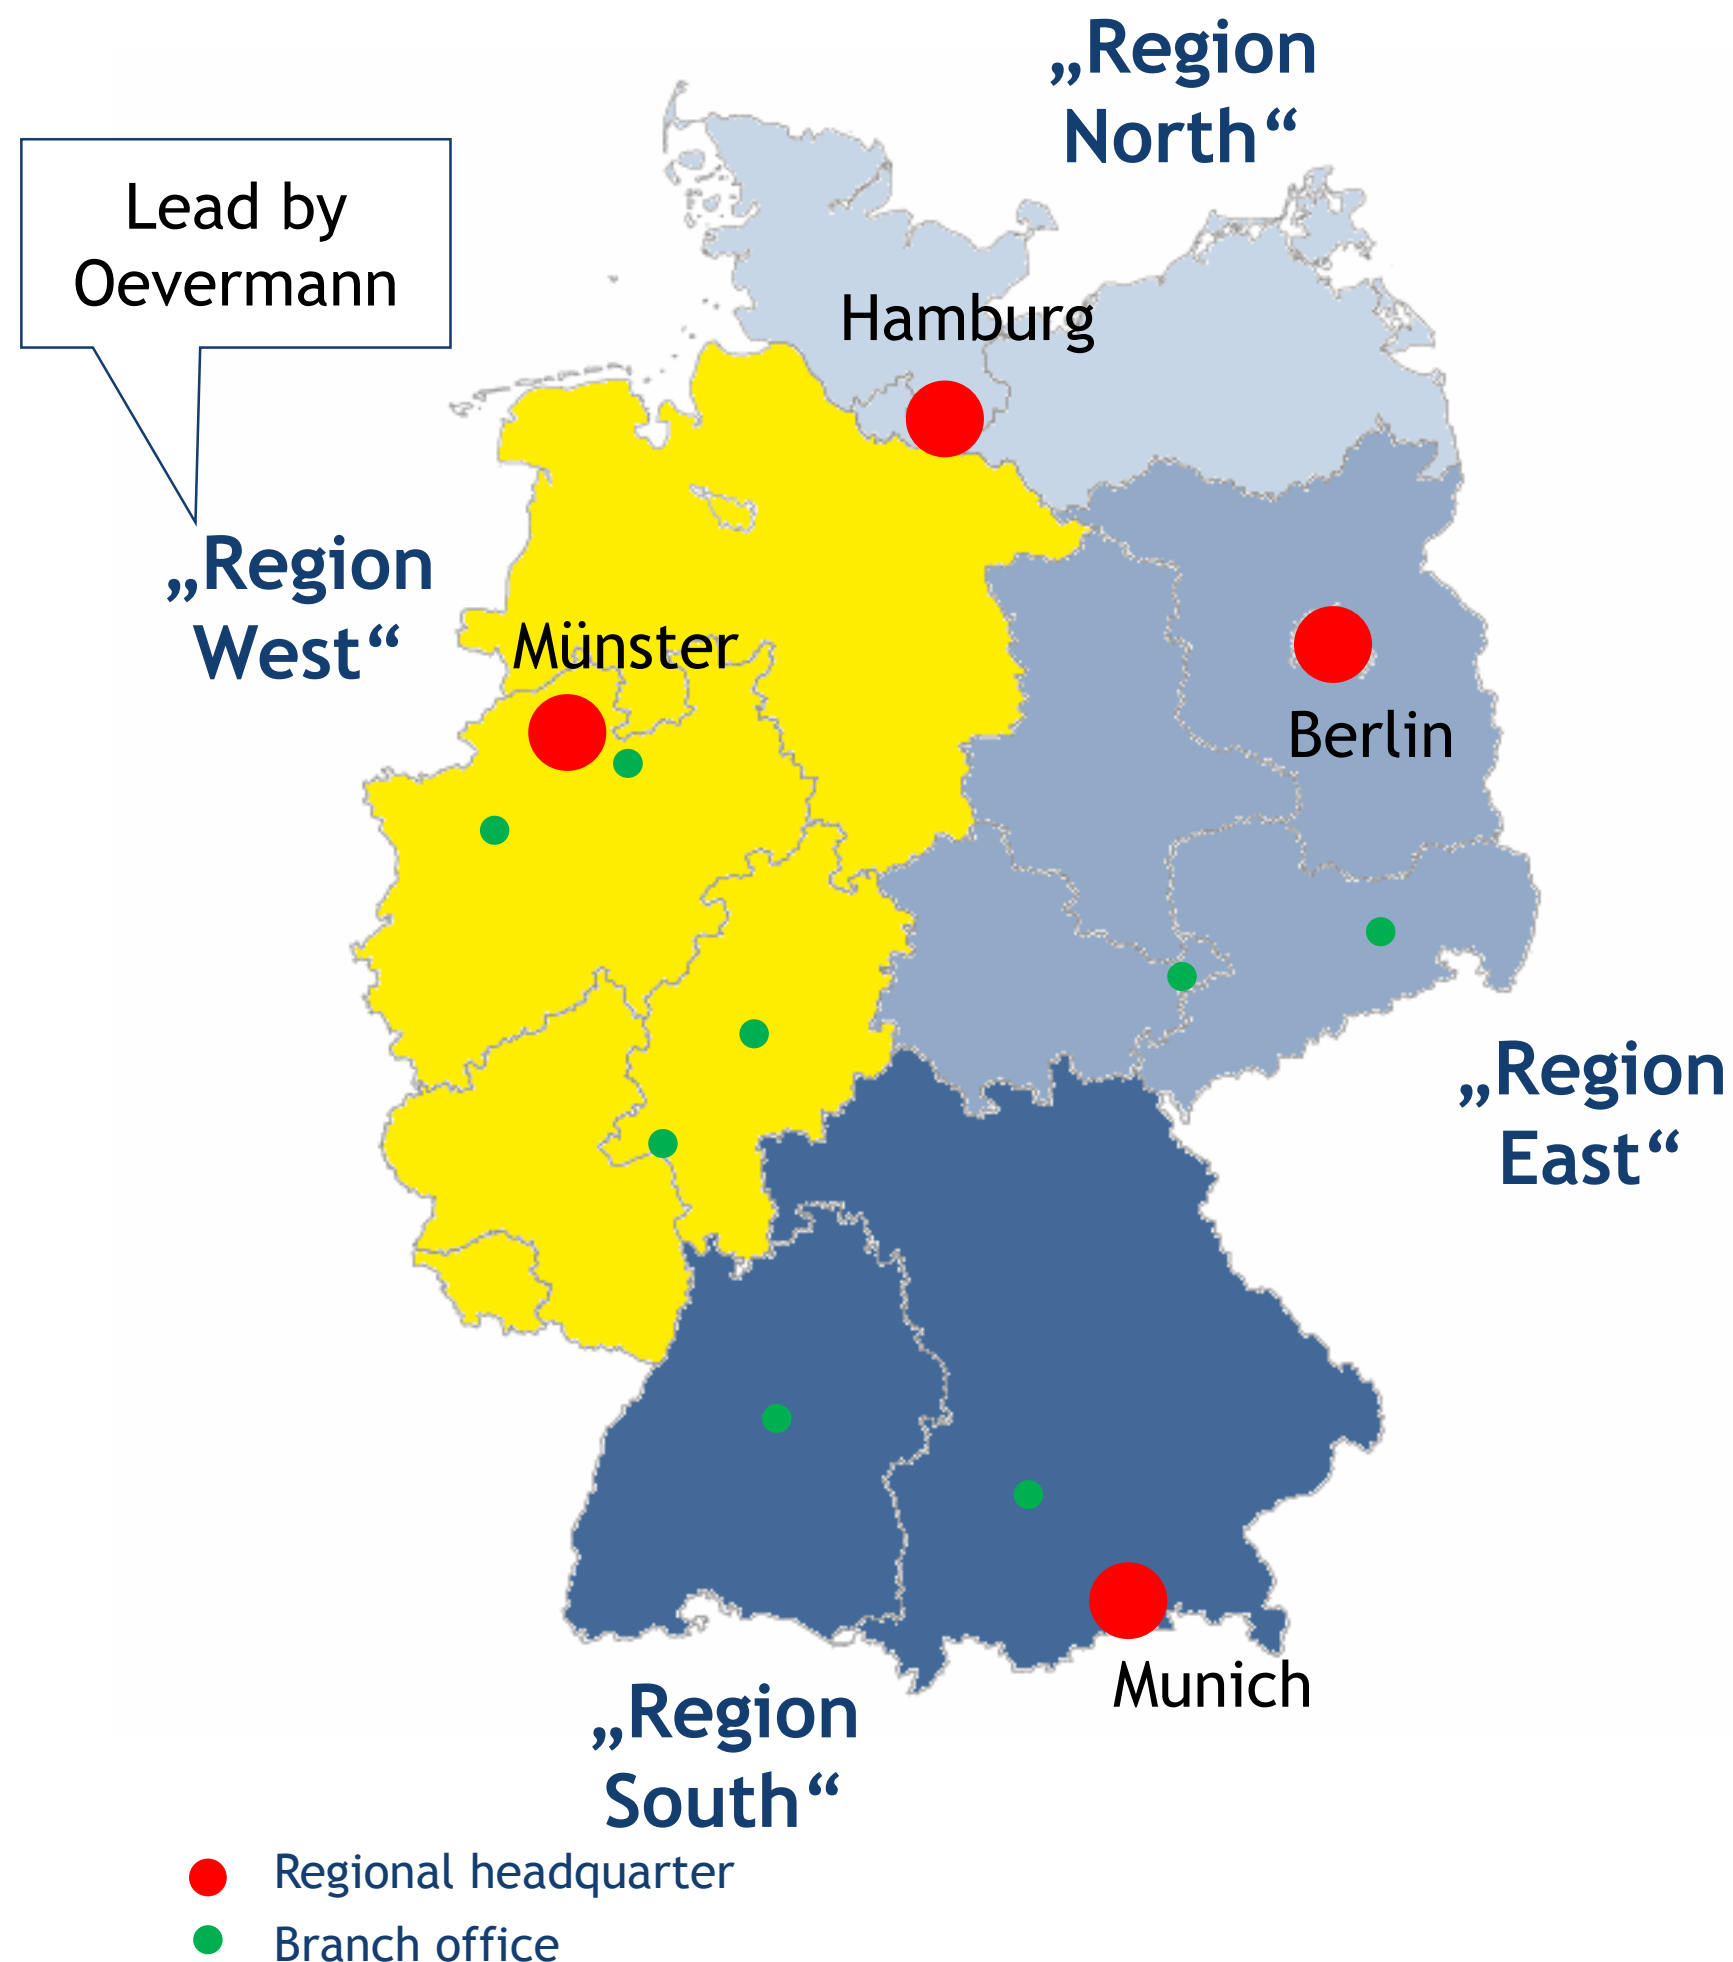 „Region
North“
Lead by
Oevermann
Hamburg
„Region
West“
Münster
Berlin
„Region
East“
Munich
„Region
South“
Regional headquarter
Branch office